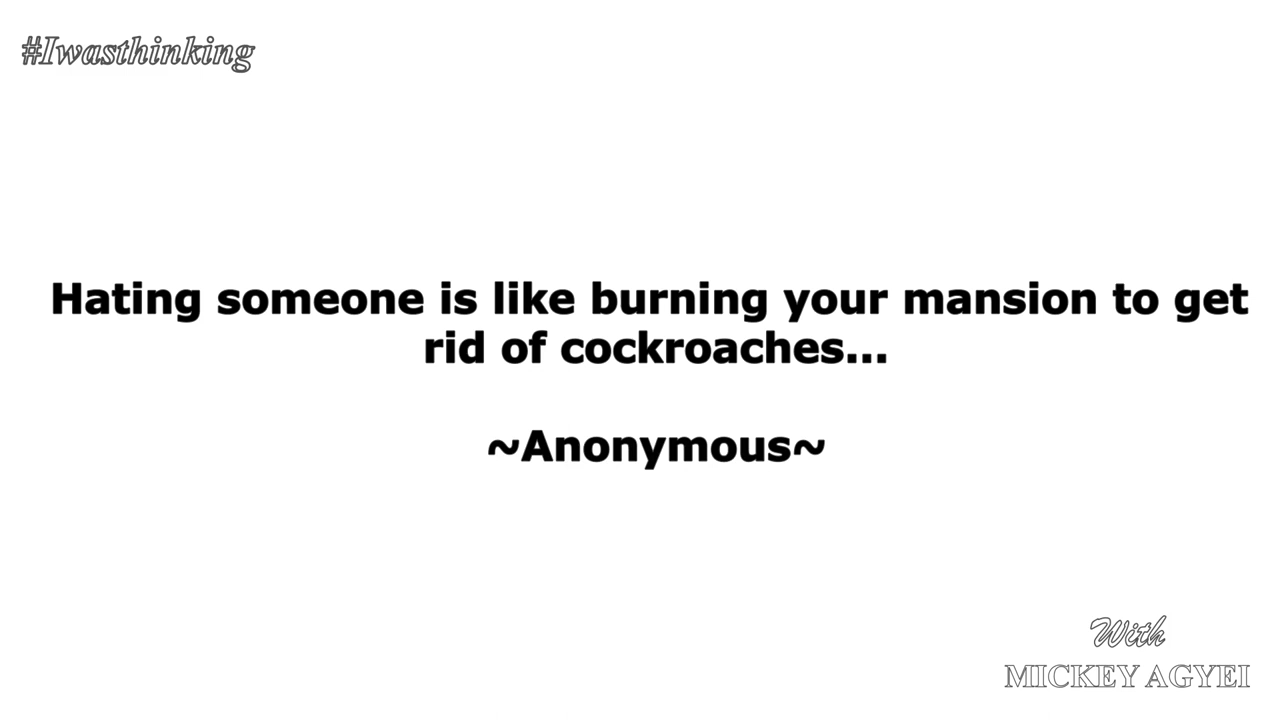 #Iwasthinking
Hating someone is like burning your mansion to get
rid of cockroaches...
~Anonymous~
With
MICKEY AGYEI